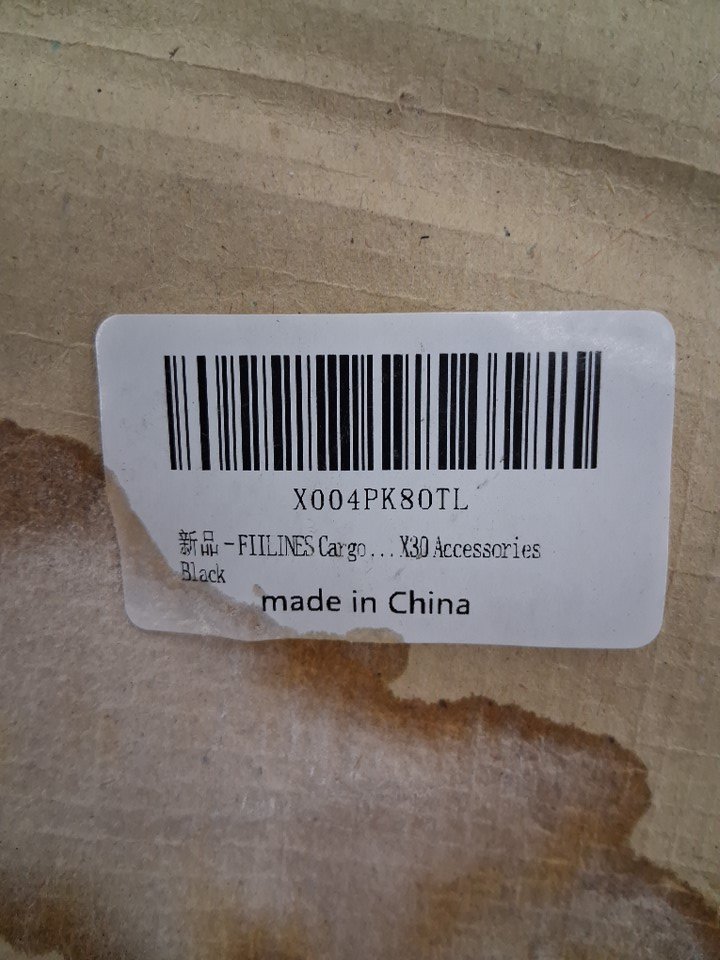 X004PK80TL
新品 -FIILINES Cargo...X30 Accessories
Black
made in China